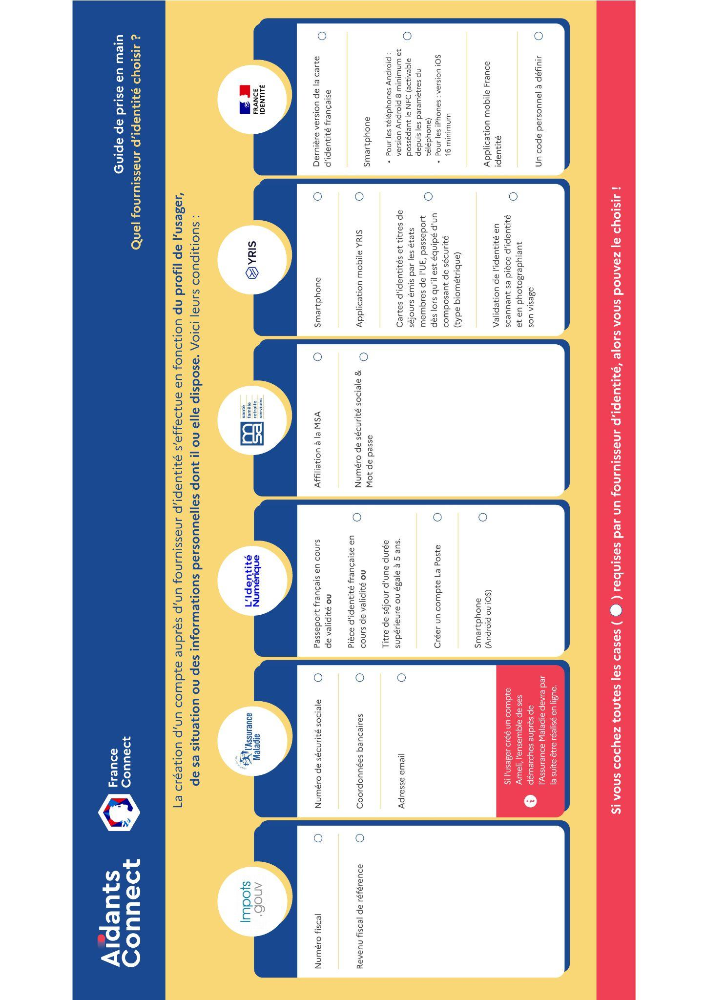 Aidants
Connect
France
Connect
Guide de prise en main
Quel fournisseur d'identité choisir ?
La création d'un compte auprès d'un fournisseur d'identité s'effectue en fonction du profil de l'usager,
de sa situation ou des informations personnelles dont il ou elle dispose. Voici leurs conditions :
Impots
.gouv
Numéro fiscal
Revenu fiscal de référence
l'Assurance
Maladie
Numéro de sécurité sociale
Coordonnées bancaires
Adresse email
i
Si l'usager créé un compte
Ameli, l'ensemble de ses
démarches auprès de
l'Assurance Maladie devra par
la suite être réalisé en ligne.
L'Identité
Numérique
Passeport français en cours
de validité ou
Pièce d'identité française en
cours de validité ou
Titre de séjour d'une durée
supérieure ou égale à 5 ans.
Créer un compte La Poste
Smartphone
(Android ou iOS)
msa
santé
famille
retraite
services
Affiliation à la MSA
Numéro de sécurité sociale &
Mot de passe
YRIS
Smartphone
Application mobile YRIS
Cartes d'identités et titres de
séjours émis par les états
membres de l'UE, passeport
dès lors qu'il est équipé d'un
composant de sécurité
(type biométrique)
Validation de l'identité en
scannant sa pièce d'identité
et en photographiant
son visage
FRANCE
IDENTITÉ
Dernière version de la carte
d'identité française
Smartphone
• Pour les téléphones Android :
version Android 8 minimum et
possédant le NFC (activable
depuis les paramètres du
téléphone)
• Pour les iPhones : version iOS
16 minimum
Application mobile France
identité
Un code personnel à définir
Si vous cochez toutes les cases ( ) requises par un fournisseur d'identité, alors vous pouvez le choisir !